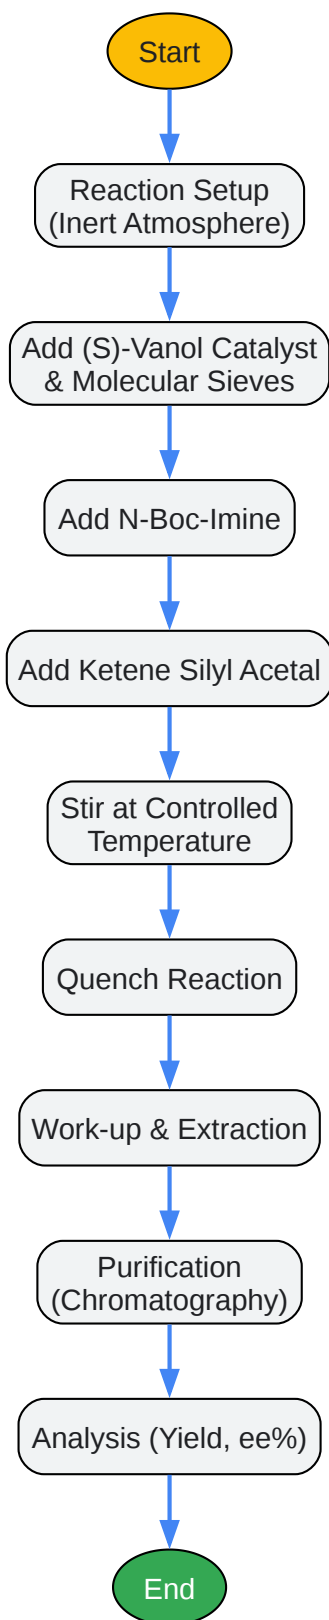 Start
Reaction Setup
(Inert Atmosphere)
Add (S)-Vanol Catalyst
& Molecular Sieves
Add N-Boc-Imine
Add Ketene Silyl Acetal
Stir at Controlled
Temperature
Quench Reaction
Work-up & Extraction
Purification
(Chromatography)
Analysis (Yield, ee%)
End